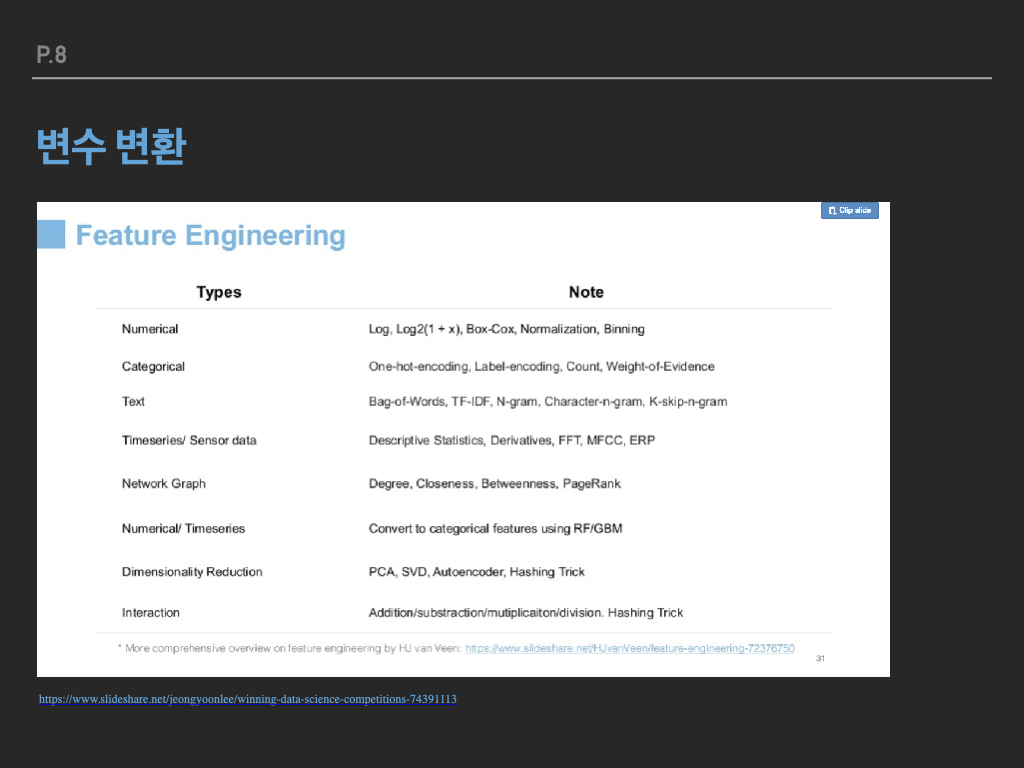 P.8
변수 변환
Clip slide
Feature Engineering
Types Note
Numerical Log, Log2(1 + x), Box-Cox, Normalization, Binning
Categorical One-hot-encoding, Label-encoding, Count, Weight-of-Evidence
Text Bag-of-Words, TF-IDF, N-gram, Character-n-gram, K-skip-n-gram
Timeseries/ Sensor data Descriptive Statistics, Derivatives, FFT, MFCC, ERP
Network Graph Degree, Closeness, Betweenness, PageRank
Numerical/ Timeseries Convert to categorical features using RF/GBM
Dimensionality Reduction PCA, SVD, Autoencoder, Hashing Trick
Interaction Addition/substraction/mutiplicaiton/division. Hashing Trick
* More comprehensive overview on feature engineering by HJ van Veen: https://www.slideshare.net/HJvanVeen/feature-engineering-72376750
31
https://www.slideshare.net/jeongyoonlee/winning-data-science-competitions-74391113